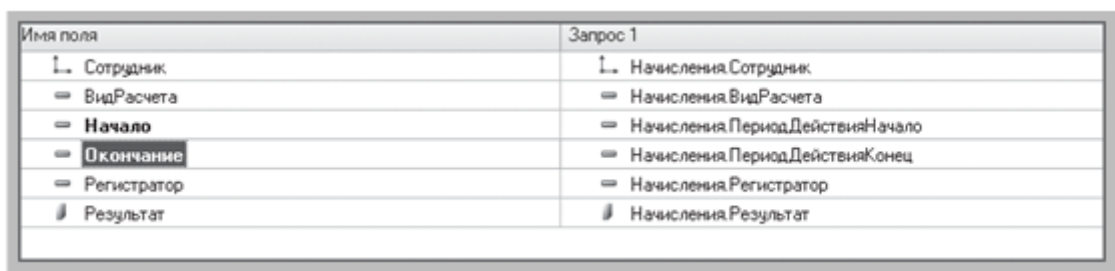 Имя поля Запрос 1
Сотрудник Начисления.Сотрудник
ВидРасчета Начисления.ВидРасчета
Начало Начисления.ПериодДействияНачало
Окончание Начисления.ПериодДействияКонец
Регистратор Начисления.Регистратор
Результат Начисления.Результат